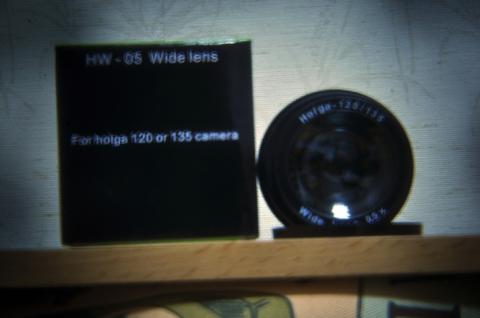 HW - 05 Wide lens
For holga 120 or 135 camera
Holga-120/135
Wide